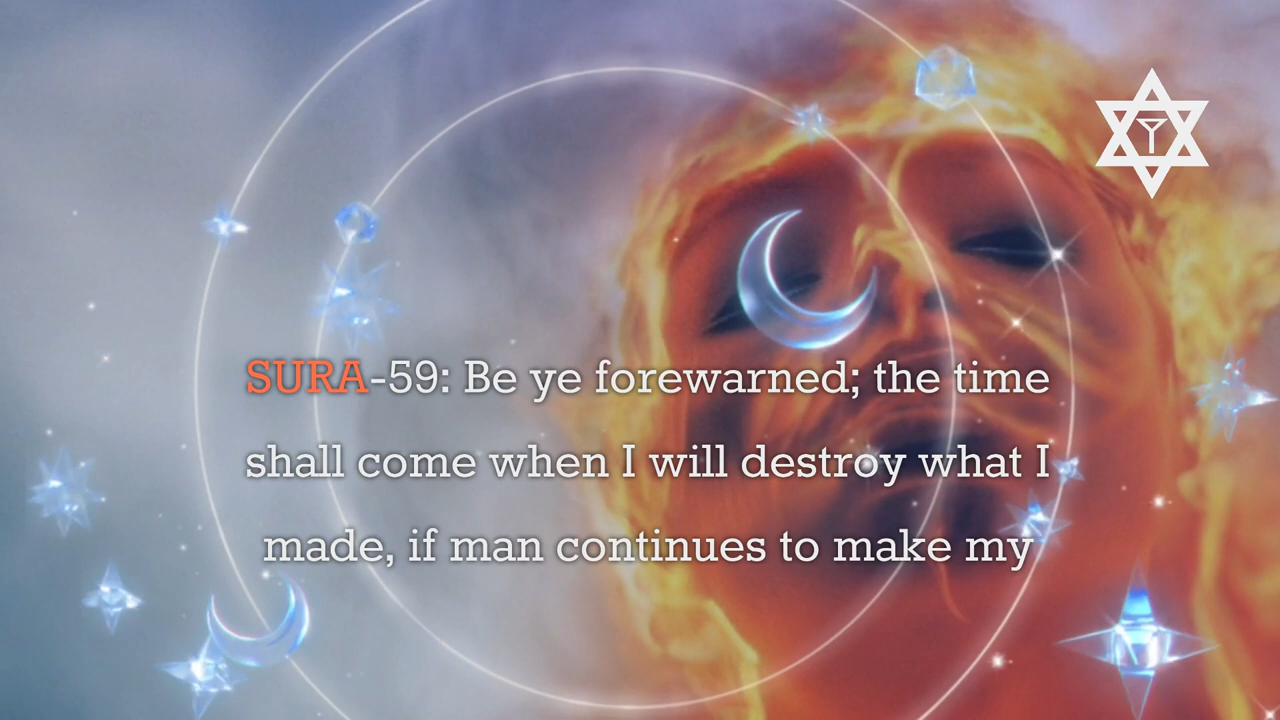 SURA-59: Be ye forewarned; the time
shall come when I will destroy what I
made, if man continues to make my